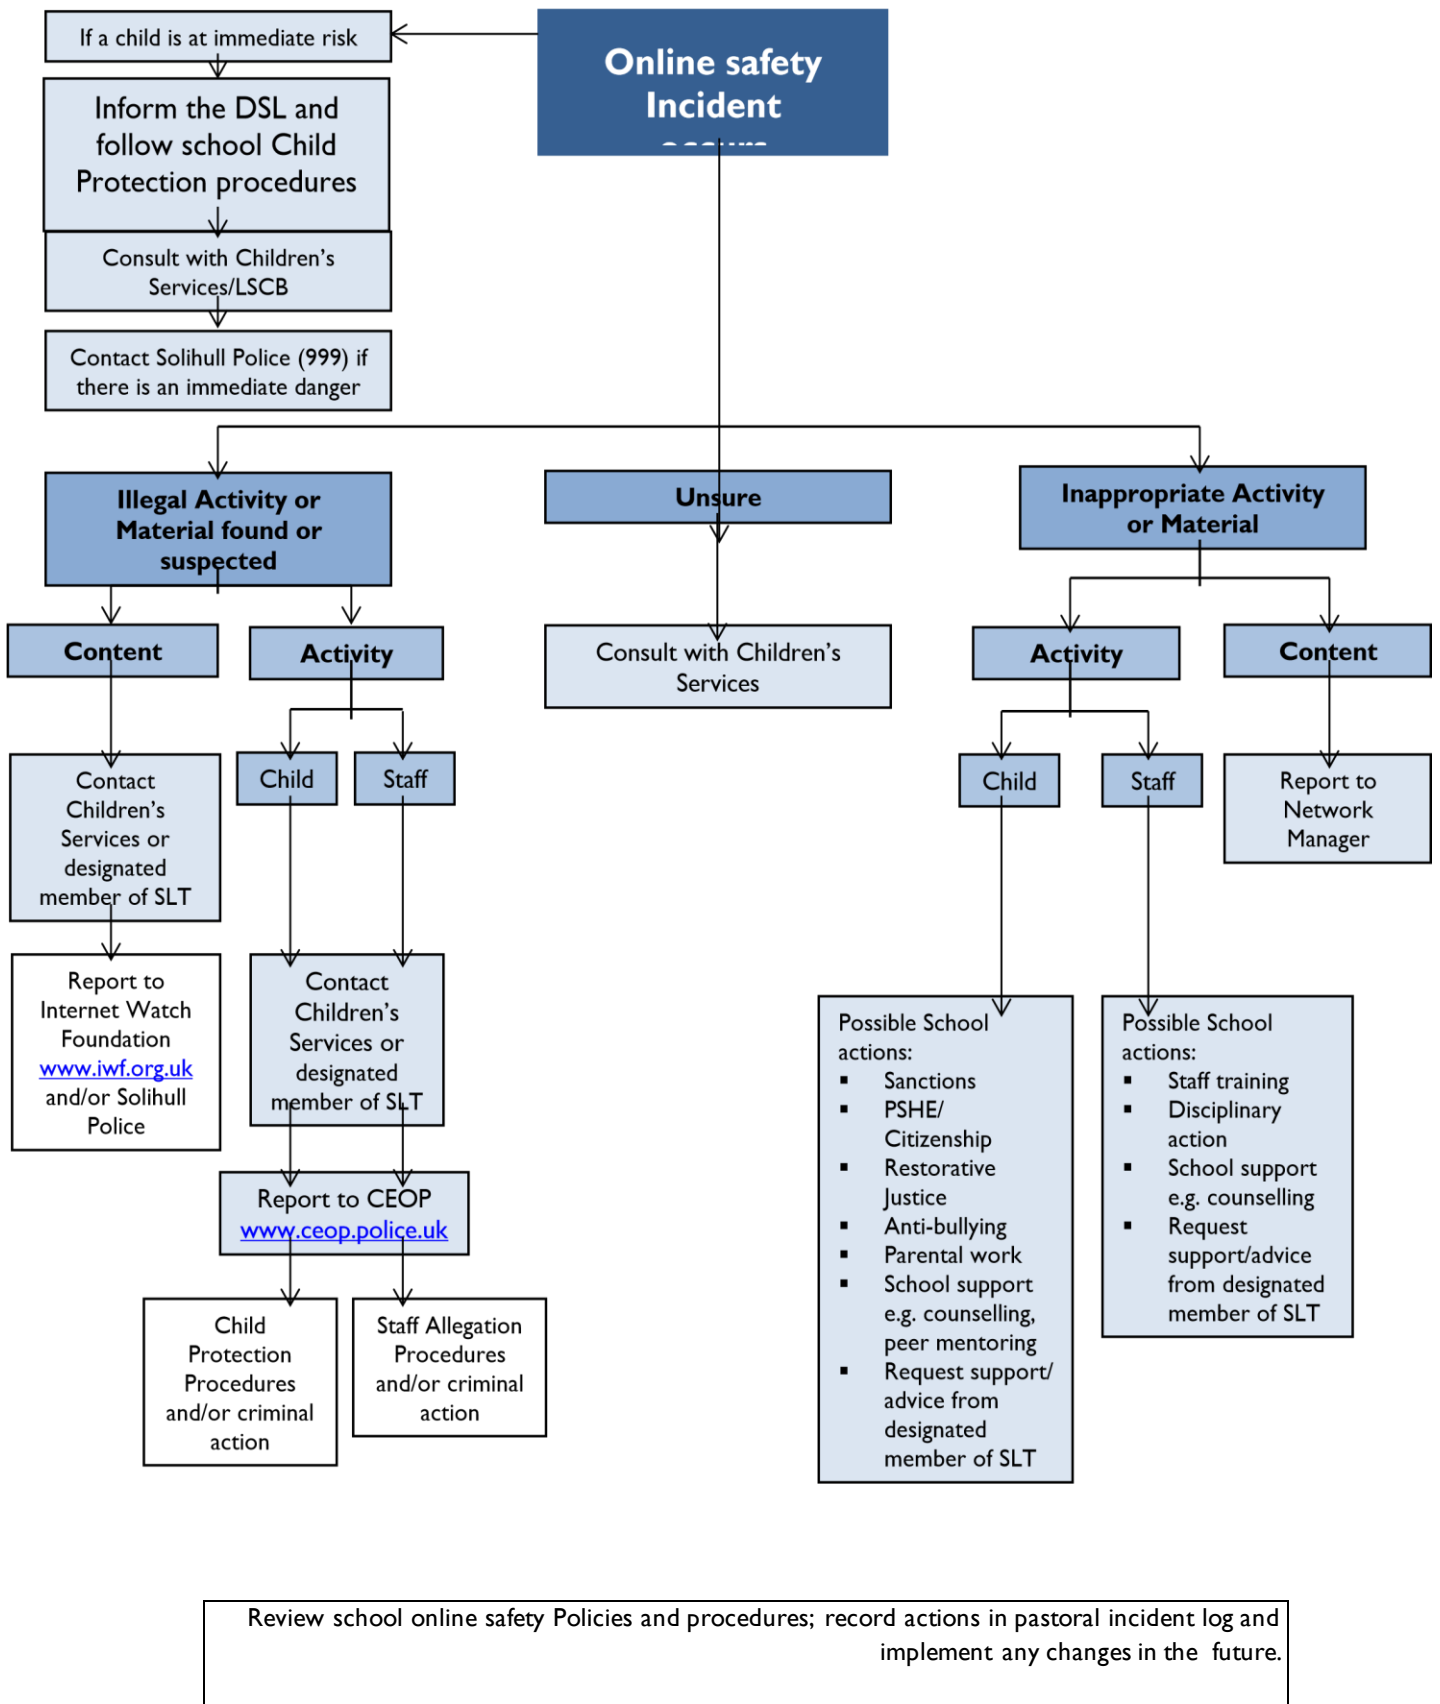 If a child is at immediate risk
Online safety
Incident
Inform the DSL and
follow school Child
Protection procedures
Consult with Children’s
Services/LSCB
Contact Solihull Police (999) if
there is an immediate danger
Illegal Activity or
Material found or
suspected
Unsure
Inappropriate Activity
or Material
Content
Activity
Consult with Children’s
Services
Activity
Content
Contact
Children’s
Services or
designated
member of SLT
Child
Staff
Child
Staff
Report to
Network
Manager
Report to
Internet Watch
Foundation
www.iwf.org.uk
and/or Solihull
Police
Contact
Children’s
Services or
designated
member of SLT
Report to CEOP
www.ceop.police.uk
Child
Protection
Procedures
and/or criminal
action
Staff Allegation
Procedures
and/or criminal
action
Possible School
actions:
▪ Sanctions
▪ PSHE/
Citizenship
▪ Restorative
Justice
▪ Anti-bullying
▪ Parental work
▪ School support
e.g. counselling,
peer mentoring
▪ Request support/
advice from
designated
member of SLT
Possible School
actions:
▪ Staff training
▪ Disciplinary
action
▪ School support
e.g. counselling
▪ Request
support/advice
from designated
member of SLT
Review school online safety Policies and procedures; record actions in pastoral incident log and
implement any changes in the future.